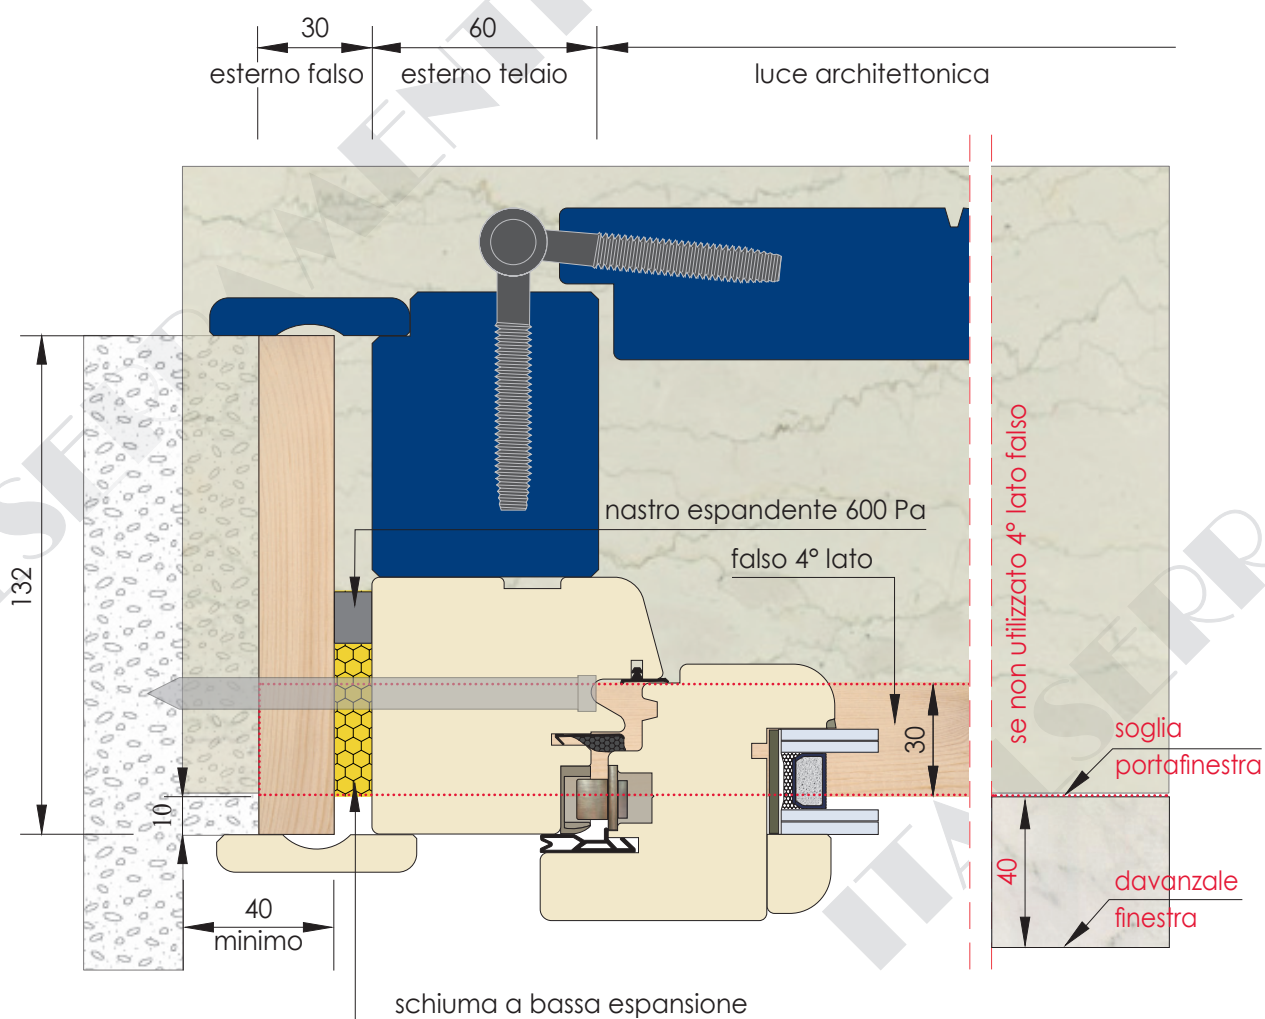 30
60
esterno falso
esterno telaio
luce architettonica
nastro espandente 600 Pa
falso 4° lato
132
30
10
se non utilizzato 4° lato falso
soglia
portafinestra
40
davanzale
finestra
40
minimo
schiuma a bassa espansione